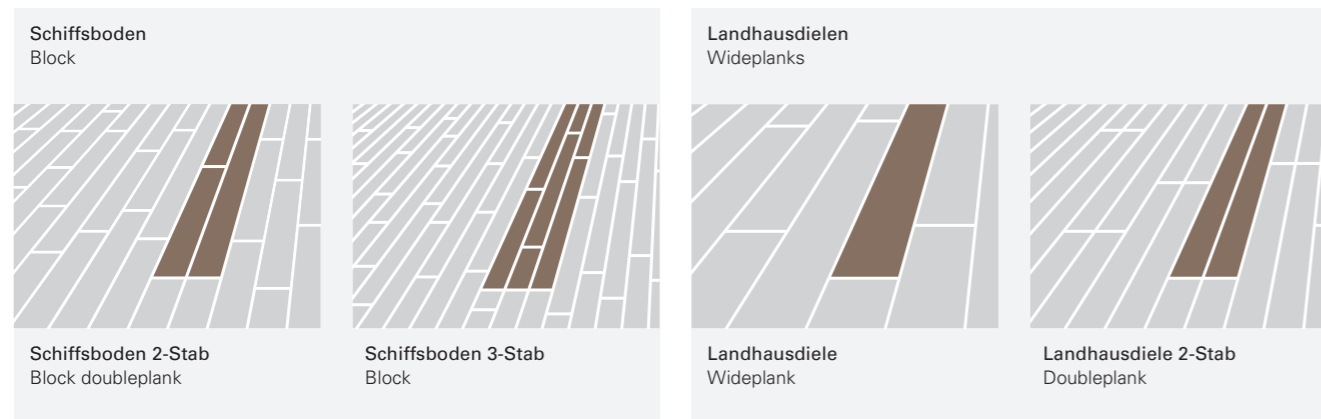 Schiffsboden
Block
Schiffsboden 2-Stab
Block doubleplank
Schiffsboden 3-Stab
Block
Landhausdielen
Wideplanks
Landhausdiele
Wideplank
Landhausdiele 2-Stab
Doubleplank